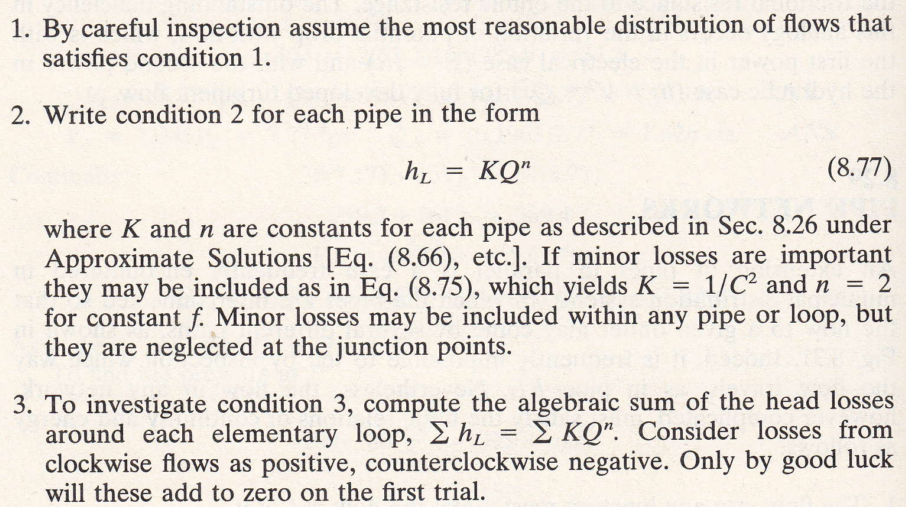 1. By careful inspection assume the most reasonable distribution of flows that
satisfies condition 1.
2. Write condition 2 for each pipe in the form
h_L = KQ^n (8.77)
where K and n are constants for each pipe as described in Sec. 8.26 under
Approximate Solutions [Eq. (8.66), etc.]. If minor losses are important
they may be included as in Eq. (8.75), which yields K = 1/C² and n = 2
for constant f. Minor losses may be included within any pipe or loop, but
they are neglected at the junction points.
3. To investigate condition 3, compute the algebraic sum of the head losses
around each elementary loop, Σ h_L = Σ KQ^n. Consider losses from
clockwise flows as positive, counterclockwise negative. Only by good luck
will these add to zero on the first trial.